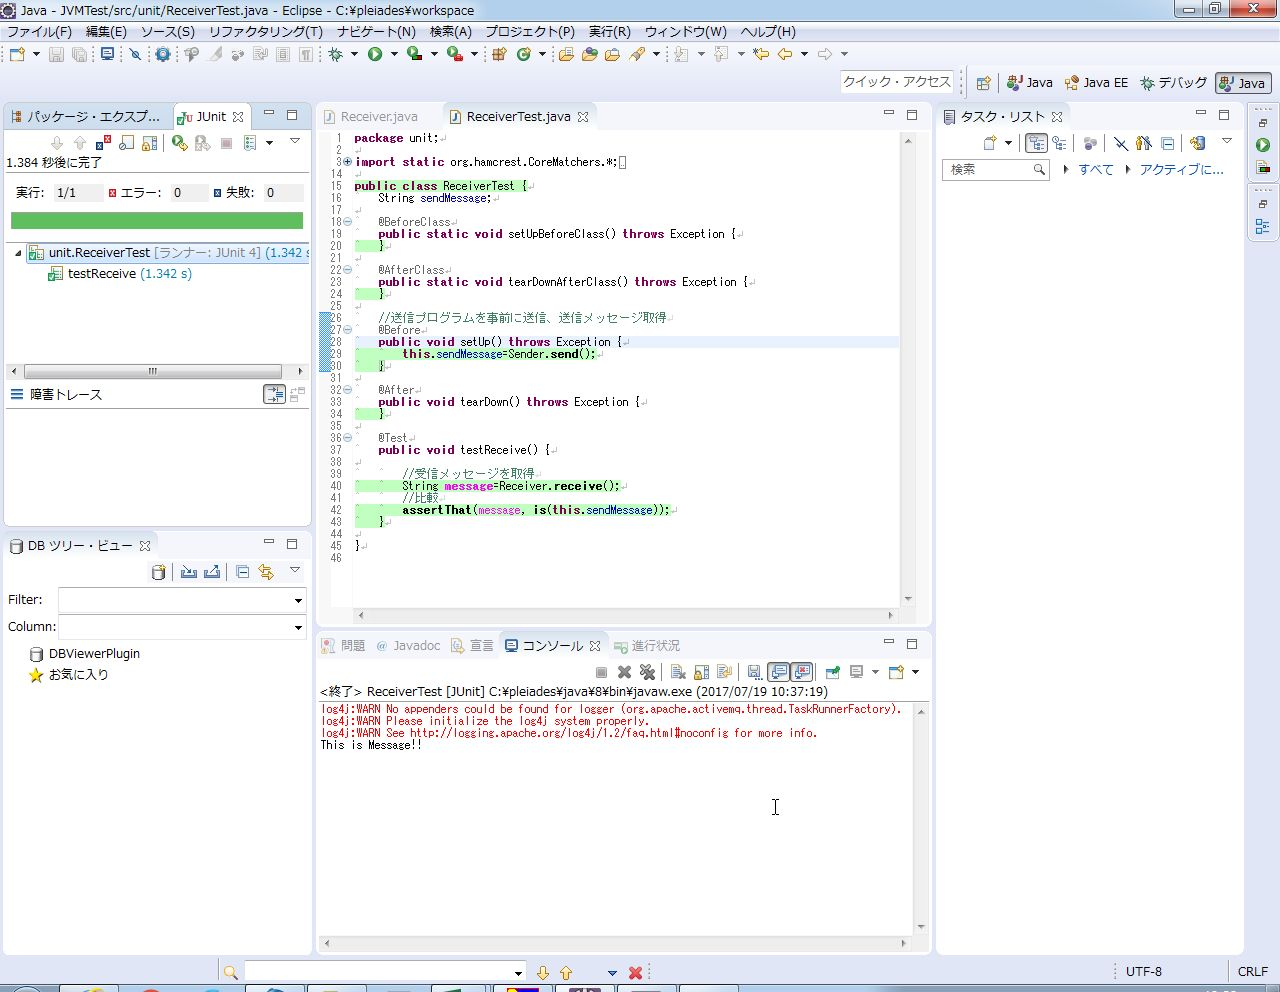 Java - JVMTest/src/unit/ReceiverTest.java - Eclipse - C:¥pleiades¥workspace
ファイル(F) 編集(E) ソース(S) リファクタリング(T) ナビゲート(N) 検索(A) プロジェクト(P) 実行(R) ウィンドウ(W) ヘルプ(H)
クイック・アクセス
Java
Java EE
デバッグ
Java
パッケージ・エクスプ...
JUnit
1.384 秒後に完了
実行: 1/1 エラー: 0 失敗: 0
unit.ReceiverTest [ランナー: JUnit 4] (1.342 s
testReceive (1.342 s)
障害トレース
DB ツリー・ビュー
Filter:
Column:
DBViewerPlugin
お気に入り
Receiver.java
ReceiverTest.java
1 package unit;
2
3 import static org.hamcrest.CoreMatchers.*;
14
15 public class ReceiverTest {
16 String sendMessage;
17
18 @BeforeClass
19 public static void setUpBeforeClass() throws Exception {
20 }
21
22 @AfterClass
23 public static void tearDownAfterClass() throws Exception {
24 }
25
26 //送信プログラムを事前に送信、送信メッセージ取得
27 @Before
28 public void setUp() throws Exception {
29 this.sendMessage=Sender.send();
30 }
31
32 @After
33 public void tearDown() throws Exception {
34 }
35
36 @Test
37 public void testReceive() {
38
39 //受信メッセージを取得
40 String message=Receiver.receive();
41 //比較
42 assertThat(message, is(this.sendMessage));
43 }
44
45 }
46
問題
@ Javadoc
宣言
コンソール
進行状況
<終了> ReceiverTest [JUnit] C:¥pleiades¥java¥8¥bin¥javaw.exe (2017/07/19 10:37:19)
log4j:WARN No appenders could be found for logger (org.apache.activemq.thread.TaskRunnerFactory).
log4j:WARN Please initialize the log4j system properly.
log4j:WARN See http://logging.apache.org/log4j/1.2/faq.html#noconfig for more info.
This is Message!!
タスク・リスト
検索
すべて
アクティブに...
UTF-8
CRLF